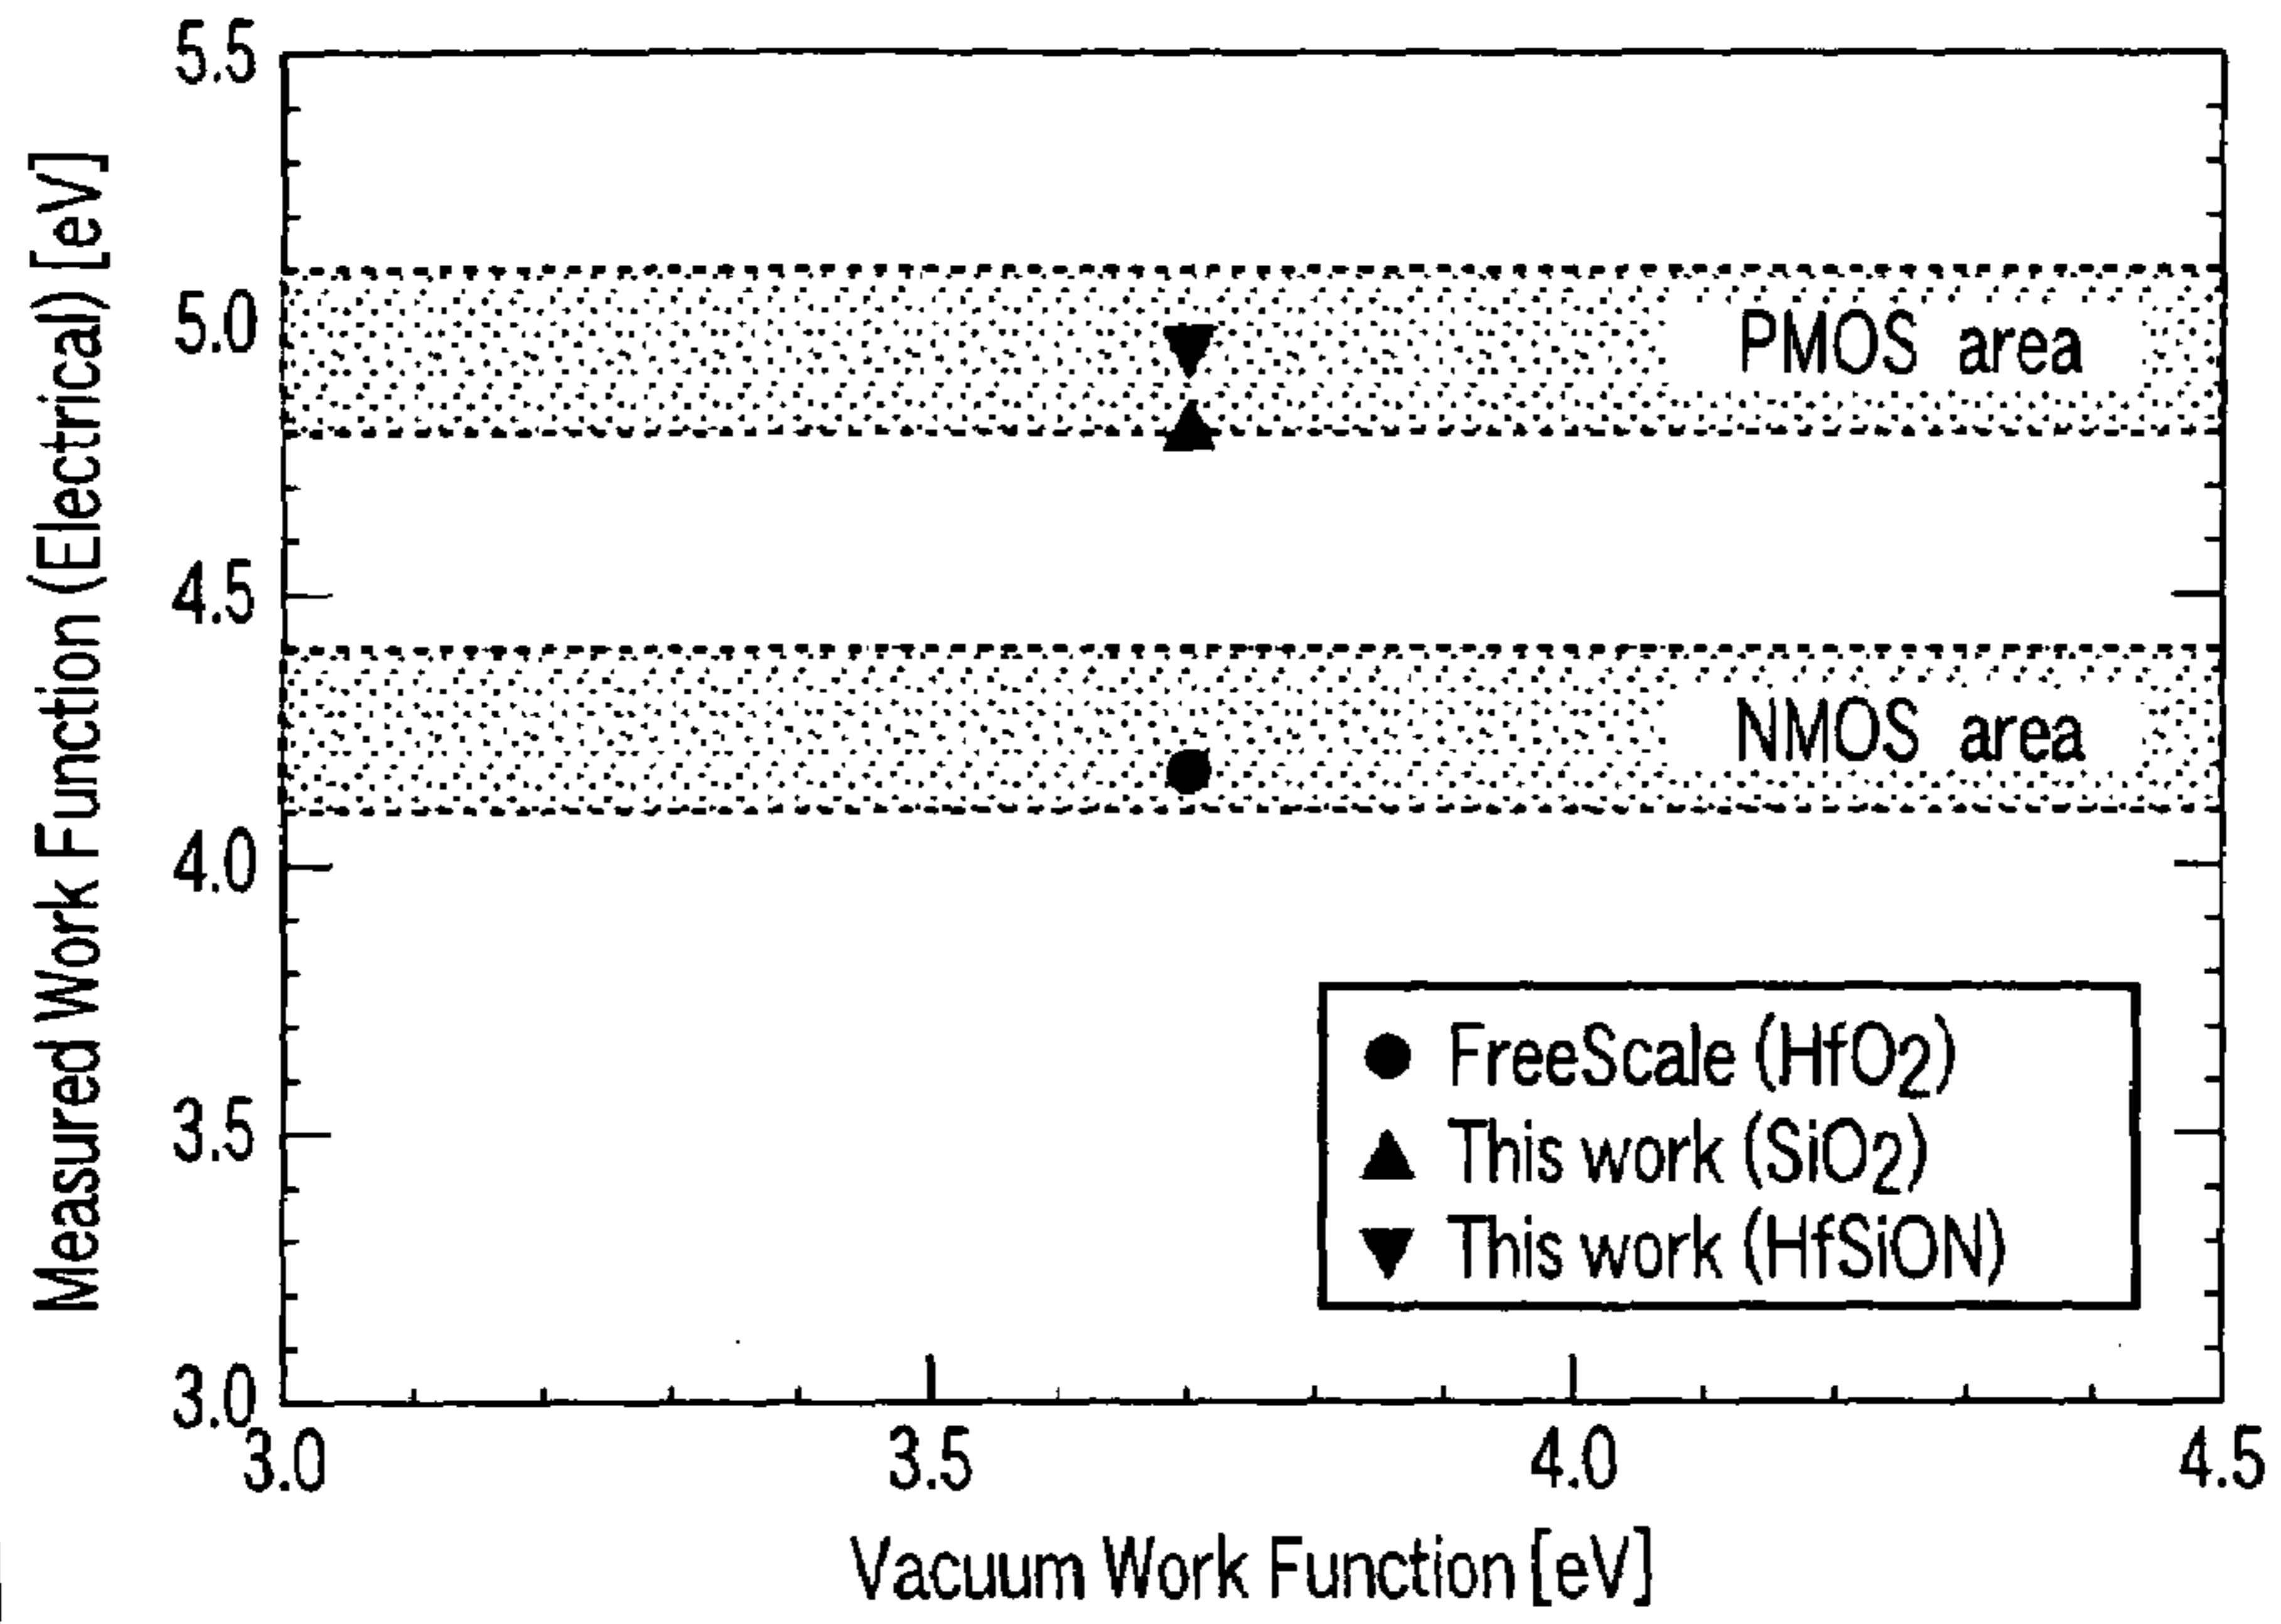 Measured Work Function (Electrical) [eV]
5.5
5.0
4.5
4.0
3.5
3.0
PMOS area
NMOS area
FreeScale (HfO2)
This work (SiO2)
This work (HfSiON)
3.0 3.5 4.0 4.5
Vacuum Work Function [eV]